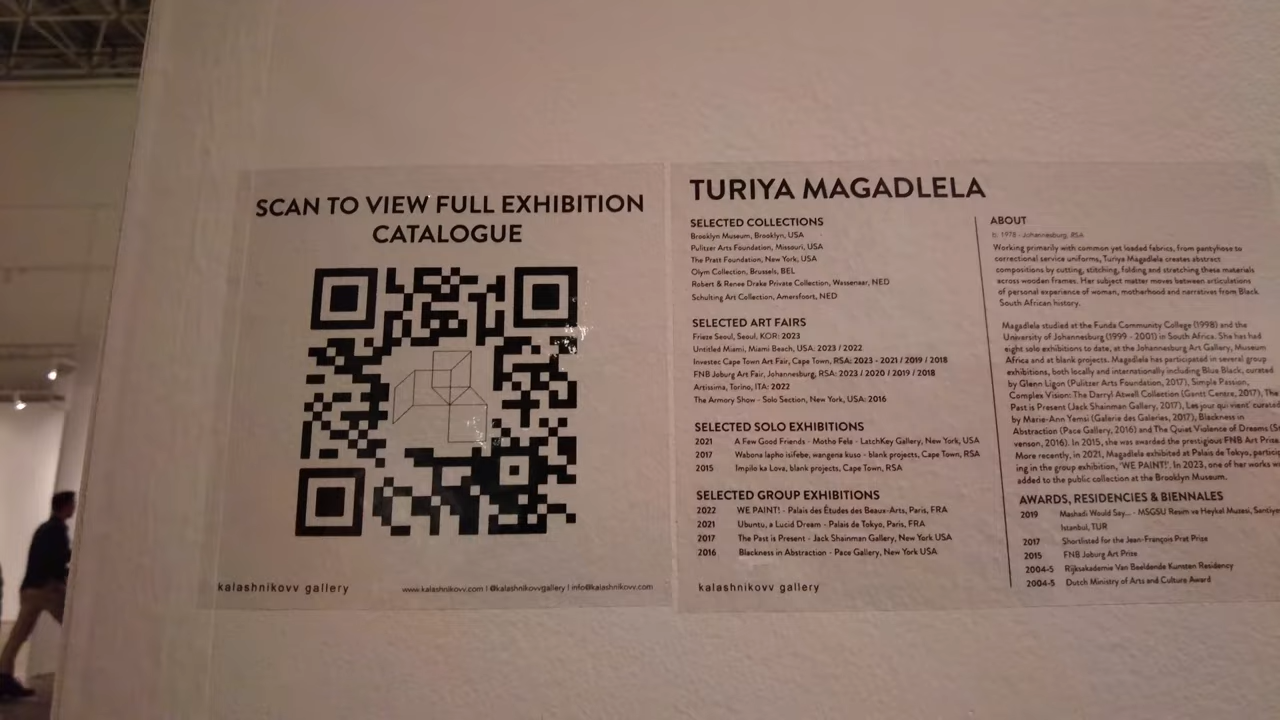 SCAN TO VIEW FULL EXHIBITION
CATALOGUE
kalashnikovv gallery
www.kalashnikovv.com | @kalashnikovvgallery | info@kalashnikovv.com
TURIYA MAGADLELA
SELECTED COLLECTIONS
Brooklyn Museum, Brooklyn, USA
Pulitzer Arts Foundation, Missouri, USA
The Pratt Foundation, New York, USA
Olym Collection, Brussels, BEL
Robert & Renee Drake Private Collection, Wassenaar, NED
Schulting Art Collection, Amersfoort, NED
SELECTED ART FAIRS
Frieze Seoul, Seoul, KOR: 2023
Untitled Miami, Miami Beach, USA: 2023 / 2022
Investec Cape Town Art Fair, Cape Town, RSA: 2023 - 2021 / 2019 / 2018
FNB Joburg Art Fair, Johannesburg, RSA: 2023 / 2020 / 2019 / 2018
Artissima, Torino, ITA: 2022
The Armory Show - Solo Section, New York, USA: 2016
SELECTED SOLO EXHIBITIONS
2021 A Few Good Friends - Motho Fela - LatchKey Gallery, New York, USA
2017 Wabona lapho isifebe, wangena kuso - blank projects, Cape Town, RSA
2015 Impilo ka Lova, blank projects, Cape Town, RSA
SELECTED GROUP EXHIBITIONS
2022 WE PAINT! - Palais des Études des Beaux-Arts, Paris, FRA
2021 Ubuntu, a Lucid Dream - Palais de Tokyo, Paris, FRA
2017 The Past is Present - Jack Shainman Gallery, New York USA
2016 Blackness in Abstraction - Pace Gallery, New York USA
kalashnikovv gallery
ABOUT
b. 1978 - Johannesburg, RSA
Working primarily with common yet loaded fabrics, from pantyhose to
correctional service uniforms, Turiya Magadlela creates abstract
compositions by cutting, stitching, folding and stretching these materials
across wooden frames. Her subject matter moves between articulations
of personal experience of woman, motherhood and narratives from Black
South African history.
Magadlela studied at the Funda Community College (1998) and the
University of Johannesburg (1999 - 2001) in South Africa. She has had
eight solo exhibitions to date, at the Johannesburg Art Gallery, Museum
Africa and at blank projects. Magadlela has participated in several group
exhibitions, both locally and internationally including Blue Black, curated
by Glenn Ligon (Pulitzer Arts Foundation, 2017), Simple Passion,
Complex Vision: The Darryl Atwell Collection (Gantt Centre, 2017), The
Past is Present (Jack Shainman Gallery, 2017), Les jour qui vient' curated
by Marie-Ann Yemsi (Galerie des Galeries, 2017), Blackness in
Abstraction (Pace Gallery, 2016) and The Quiet Violence of Dreams (St
venson, 2016). In 2015, she was awarded the prestigious FNB Art Prize.
More recently, in 2021, Magadlela exhibited at Palais de Tokyo, particip
ing in the group exhibition, 'WE PAINT!'. In 2023, one of her works w
added to the public collection at the Brooklyn Museum.
AWARDS, RESIDENCIES & BIENNALES
2019 Mashadi Would Say... - MSGSU Resim ve Heykel Muzesi,
Istanbul, TUR
2017 Shortlisted for the Jean-François Prat Prize
2015 FNB Joburg Art Prize
2004-5 Rijksakademie Van Beeldende Kunsten Residency
2004-5 Dutch Ministry of Arts and Culture Award